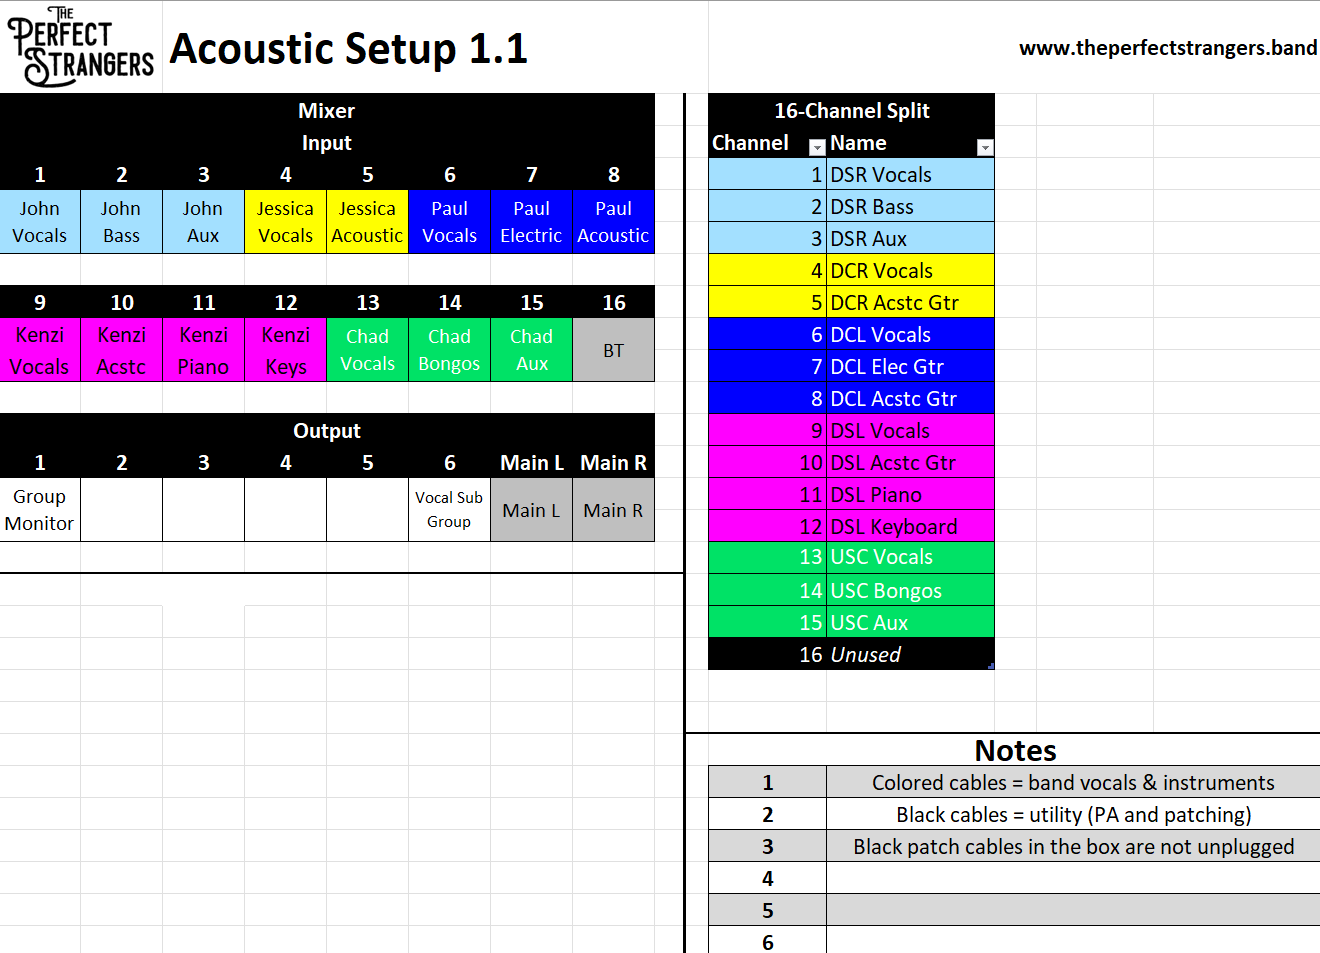 THE
PERFECT
STRANGERS
Acoustic Setup 1.1
www.theperfectstrangers.band
Mixer
Input
1 2 3 4 5 6 7 8
John Vocals
John Bass
John Aux
Jessica Vocals
Jessica Acoustic
Paul Vocals
Paul Electric
Paul Acoustic
9 10 11 12 13 14 15 16
Kenzi Vocals
Kenzi Acstc
Kenzi Piano
Kenzi Keys
Chad Vocals
Chad Bongos
Chad Aux
BT
Output
1 2 3 4 5 6 Main L Main R
Group Monitor
Vocal Sub Group
Main L
Main R
16-Channel Split
Channel Name
1 DSR Vocals
2 DSR Bass
3 DSR Aux
4 DCR Vocals
5 DCR Acstc Gtr
6 DCL Vocals
7 DCL Elec Gtr
8 DCL Acstc Gtr
9 DSL Vocals
10 DSL Acstc Gtr
11 DSL Piano
12 DSL Keyboard
13 USC Vocals
14 USC Bongos
15 USC Aux
16 Unused
Notes
1 Colored cables = band vocals & instruments
2 Black cables = utility (PA and patching)
3 Black patch cables in the box are not unplugged
4
5
6